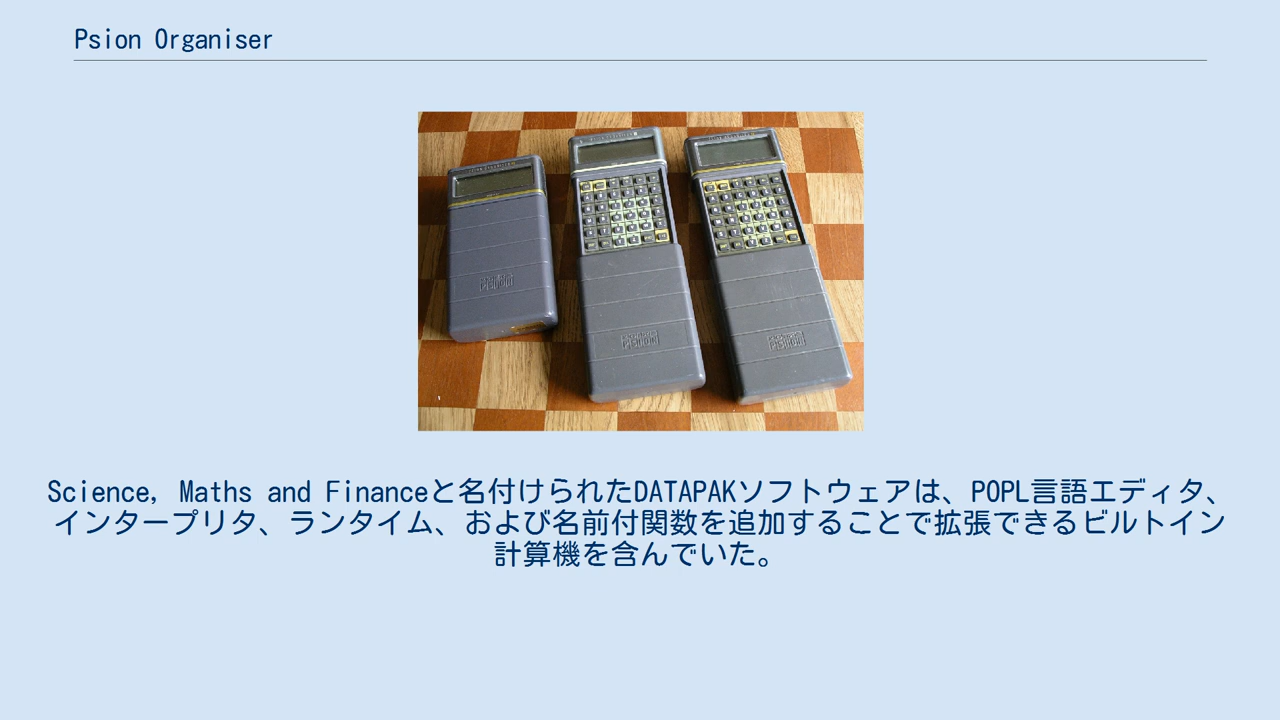 Psion Organiser
PSION
PSION
PSION
Science, Maths and Financeと名付けられたDATAPAKソフトウェアは、POPL言語エディタ、
インタープリタ、ランタイム、および名前付関数を追加することで拡張できるビルトイン
計算機を含んでいた。